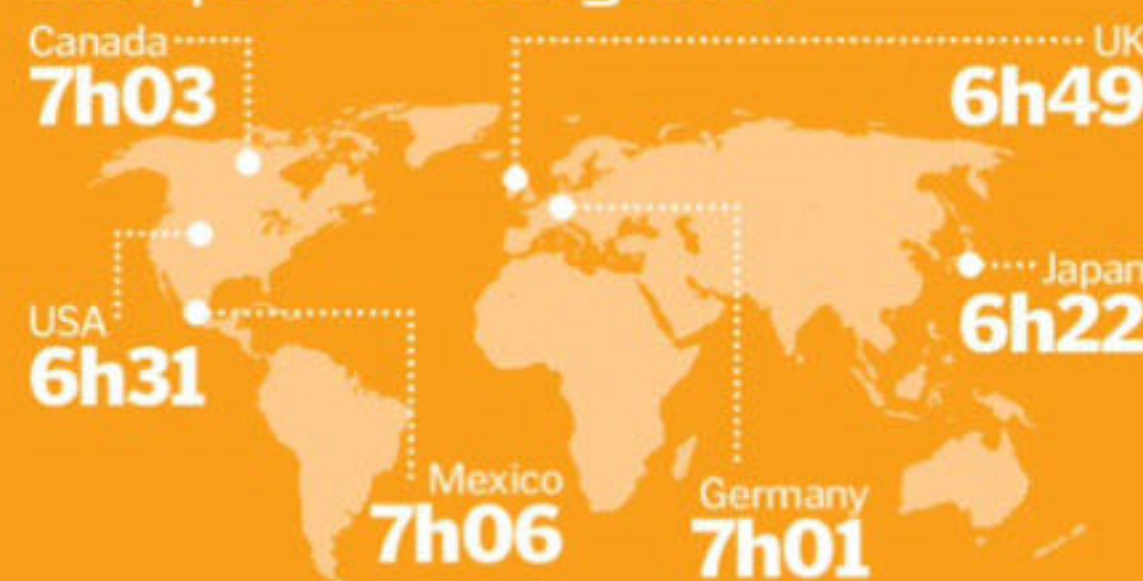 Canada
7h03
UK
6h49
USA
6h31
Japan
6h22
Mexico
7h06
Germany
7h01